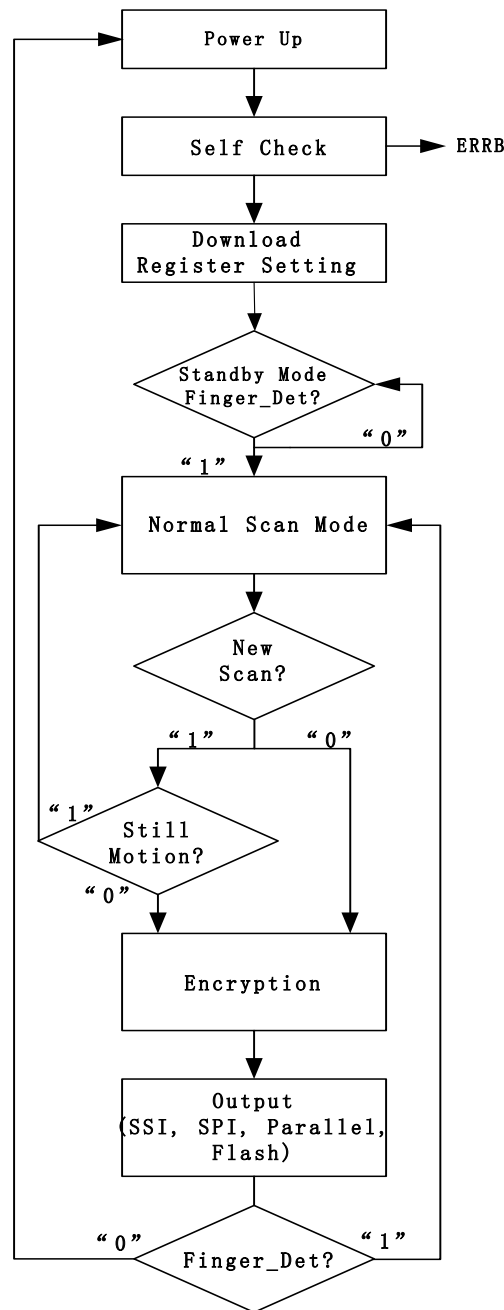 Power Up
Self Check
ERRB
Download
Register Setting
Standby Mode
Finger_Det?
“0”
“1”
Normal Scan Mode
New
Scan?
“1”
“0”
“1”
Still
Motion?
“0”
Encryption
Output
(SSI, SPI, Parallel,
Flash)
“0”
Finger_Det?
“1”